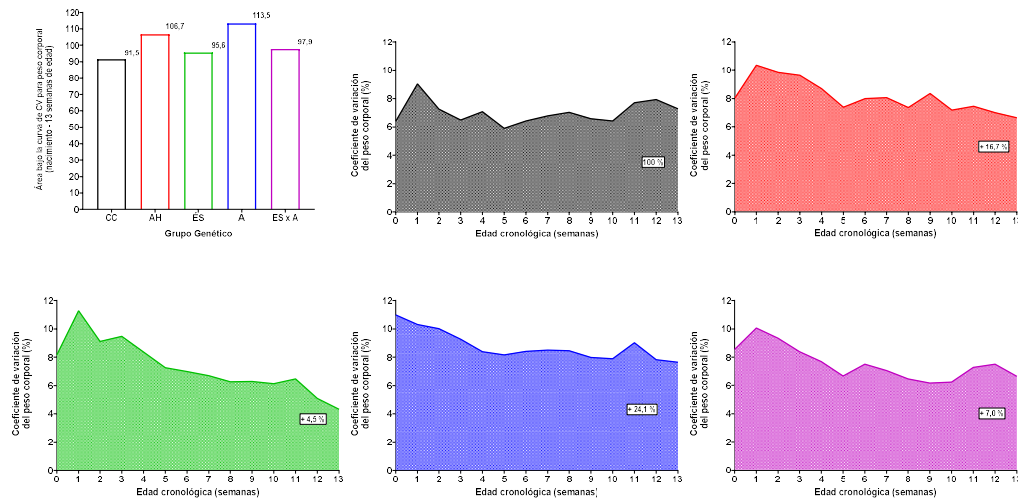 Área bajo la curva de CV para peso corporal
(nacimiento - 13 semanas de edad)
120
110
100
90
80
70
60
50
40
30
20
10
0
91,5
106,7
95,6
113,5
97,9
CC AH ES A ES x A
Grupo Genético
Coeficiente de variación
del peso corporal (%)
12
10
8
6
4
2
0
100 %
0 1 2 3 4 5 6 7 8 9 10 11 12 13
Edad cronológica (semanas)
Coeficiente de variación
del peso corporal (%)
12
10
8
6
4
2
0
+ 16,7 %
0 1 2 3 4 5 6 7 8 9 10 11 12 13
Edad cronológica (semanas)
Coeficiente de variación
del peso corporal (%)
12
10
8
6
4
2
0
+ 4,5 %
0 1 2 3 4 5 6 7 8 9 10 11 12 13
Edad cronológica (semanas)
Coeficiente de variación
del peso corporal (%)
12
10
8
6
4
2
0
+ 24,1 %
0 1 2 3 4 5 6 7 8 9 10 11 12 13
Edad cronológica (semanas)
Coeficiente de variación
del peso corporal (%)
12
10
8
6
4
2
0
+ 7,0 %
0 1 2 3 4 5 6 7 8 9 10 11 12 13
Edad cronológica (semanas)